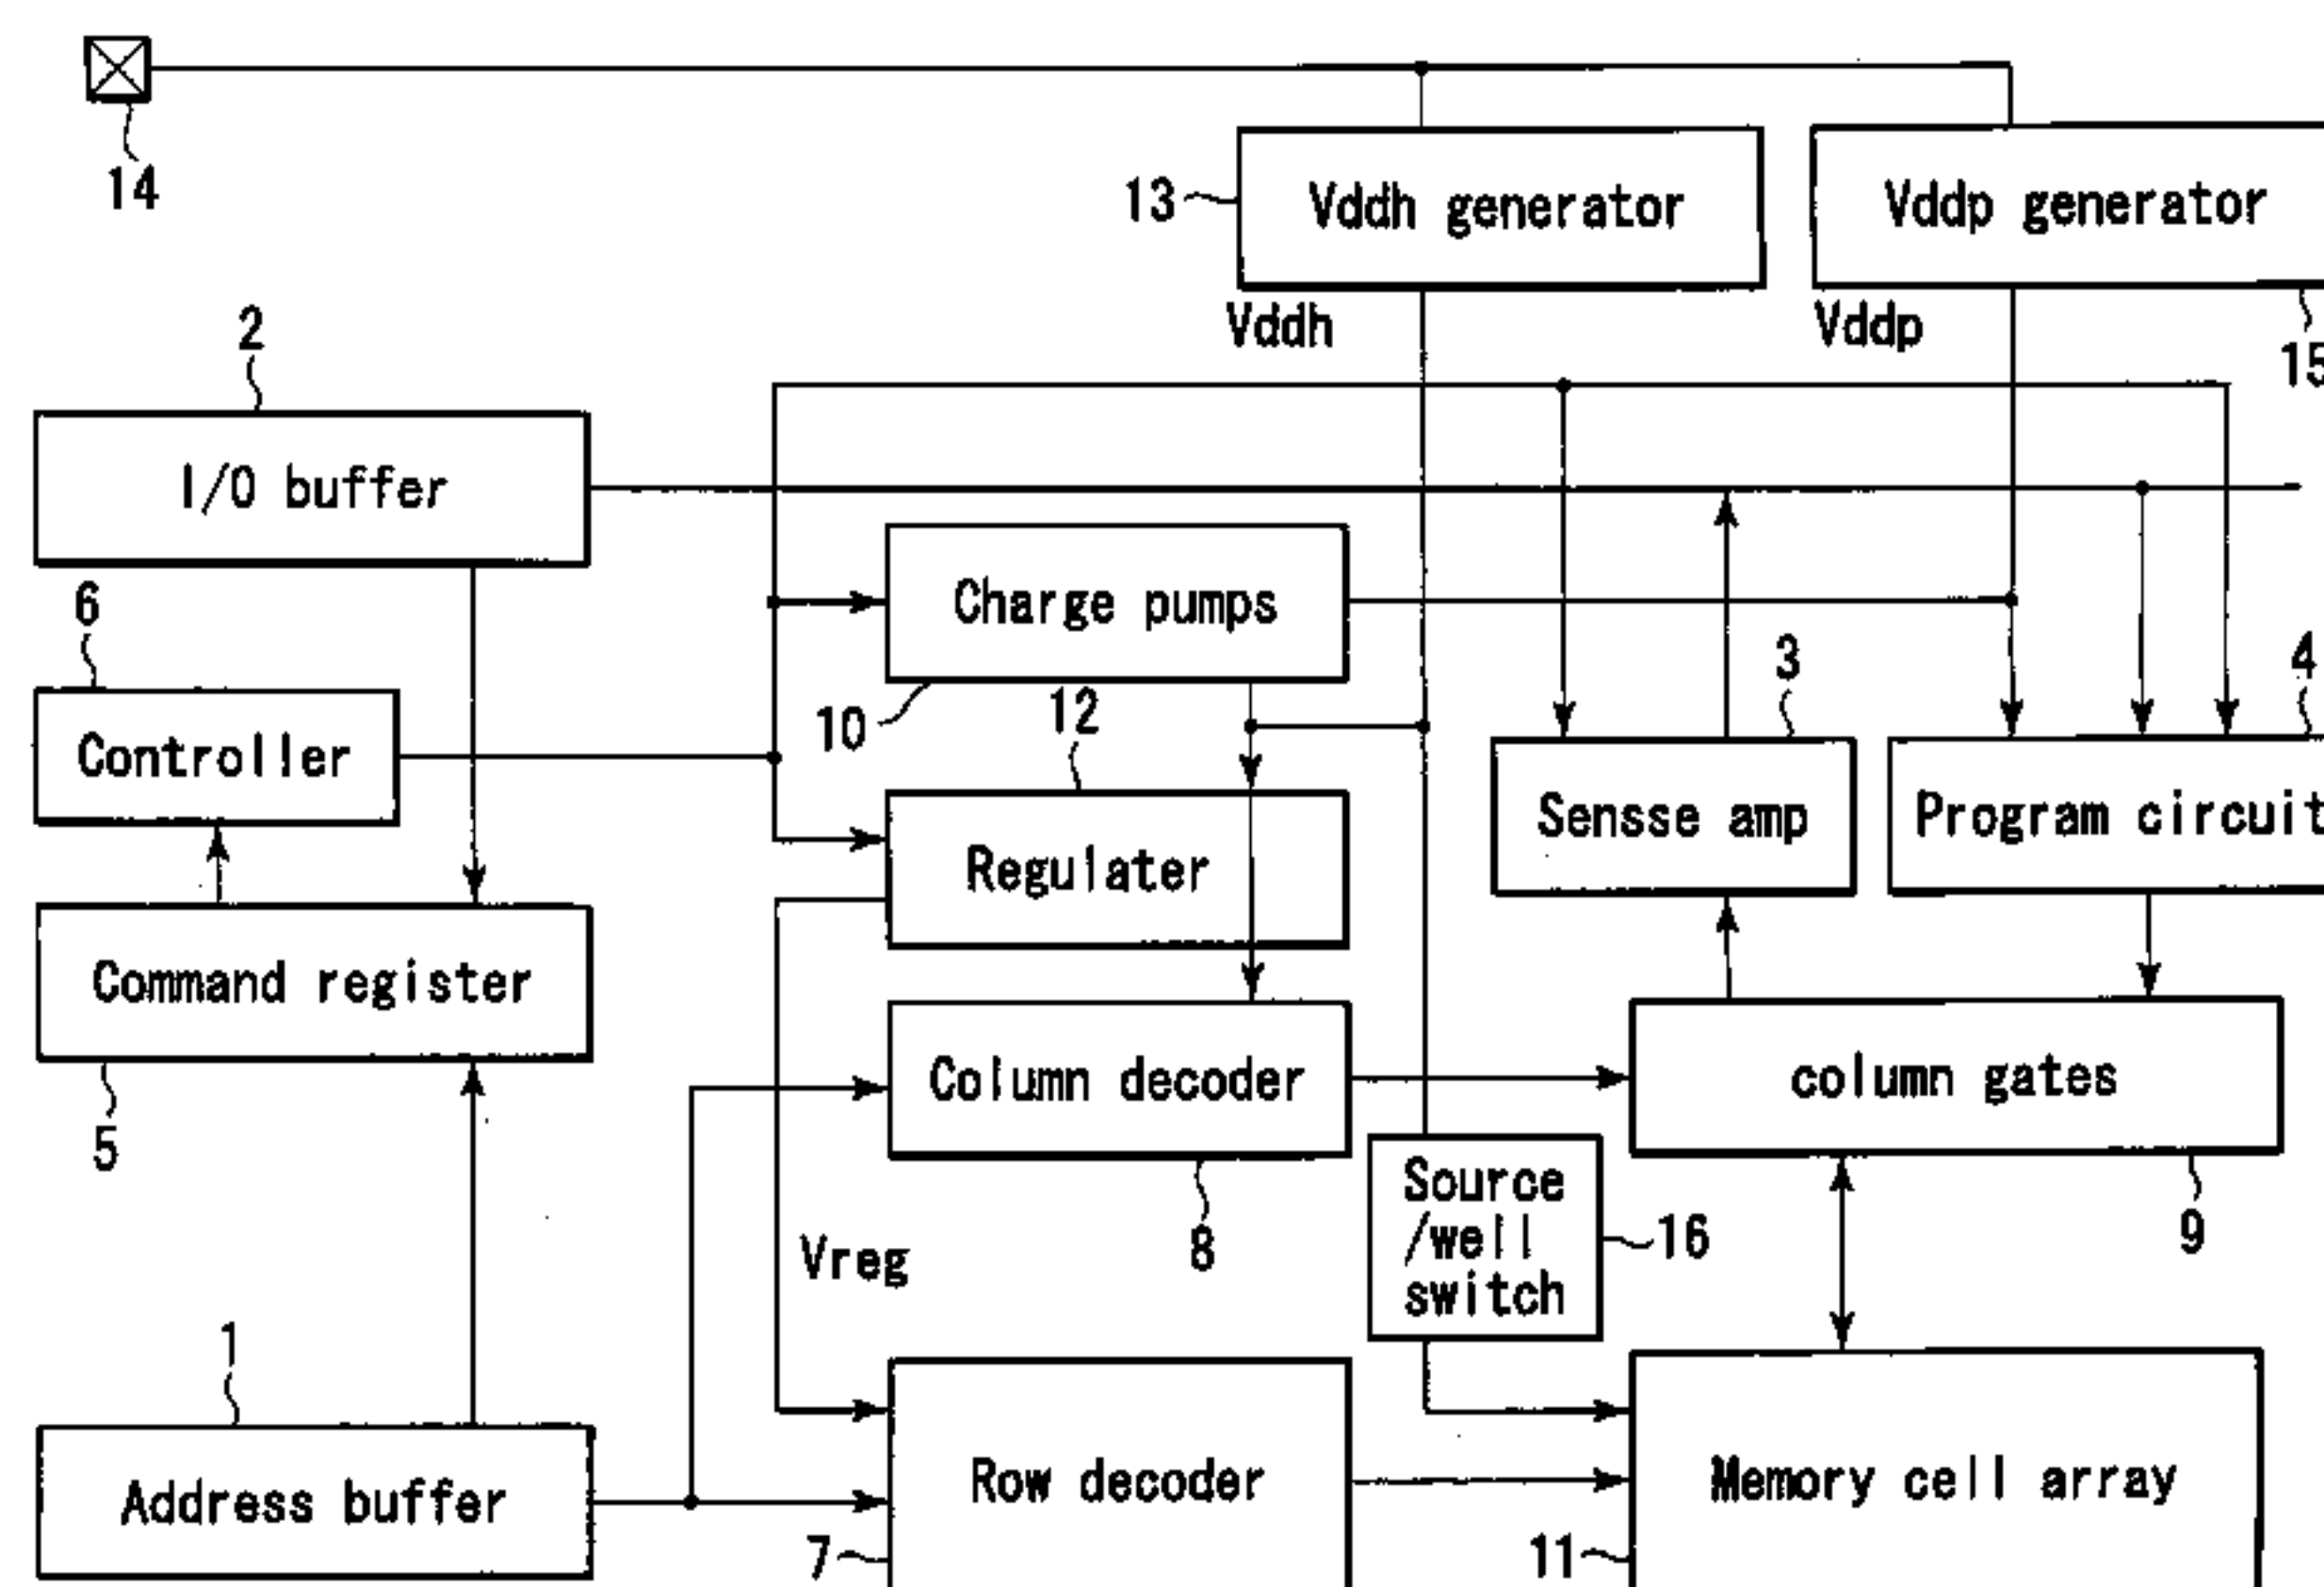 14
13
Vddh generator
Vddp generator
15
Vddh
Vddp
2
I/O buffer
6
Charge pumps
10
12
3
4
Controller
Sensse amp
Program circuit
Regulater
Command register
5
Column decoder
column gates
8
Source
/well
switch
16
9
Vreg
1
Address buffer
Row decoder
Memory cell array
7
11